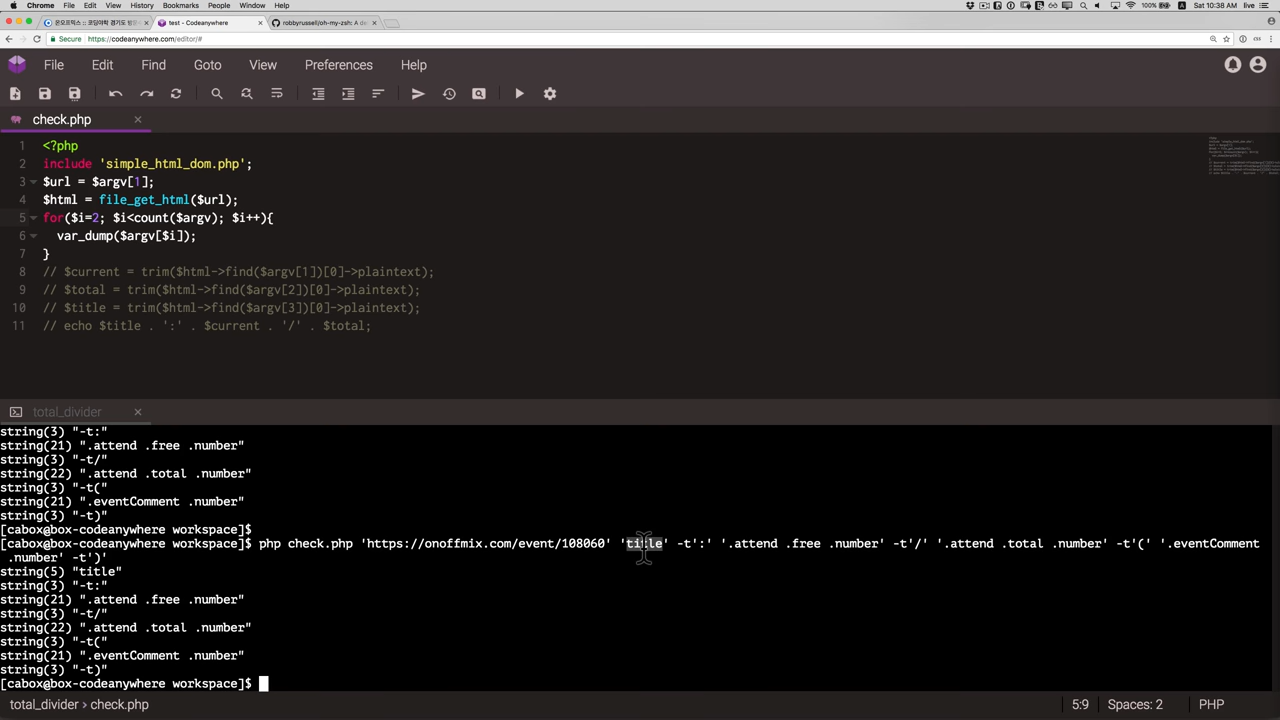 Chrome File Edit View History Bookmarks People Window Help 100% Sat 10:38 AM live
test - Codeanywhere
robbyrussell/oh-my-zsh: A de
Secure https://codeanywhere.com/editor/#
File Edit Find Goto View Preferences Help
check.php
1 <?php
2 include 'simple_html_dom.php';
3 $url = $argv[1];
4 $html = file_get_html($url);
5 for($i=2; $i<count($argv); $i++){
6 var_dump($argv[$i]);
7 }
8 // $current = trim($html->find($argv[1])[0]->plaintext);
9 // $total = trim($html->find($argv[2])[0]->plaintext);
10 // $title = trim($html->find($argv[3])[0]->plaintext);
11 // echo $title . ':' . $current . '/' . $total;
total_divider
string(3) "-t:"
string(21) ".attend .free .number"
string(3) "-t/"
string(22) ".attend .total .number"
string(3) "-t("
string(21) ".eventComment .number"
string(3) "-t)"
[cabox@box-codeanywhere workspace]$
[cabox@box-codeanywhere workspace]$ php check.php 'https://onoffmix.com/event/108060' 'title' -t':' '.attend .free .number' -t'/' '.attend .total .number' -t'(' '.eventComment
.number' -t')'
string(5) "title"
string(3) "-t:"
string(21) ".attend .free .number"
string(3) "-t/"
string(22) ".attend .total .number"
string(3) "-t("
string(21) ".eventComment .number"
string(3) "-t)"
[cabox@box-codeanywhere workspace]$
total_divider > check.php 5:9 Spaces: 2 PHP